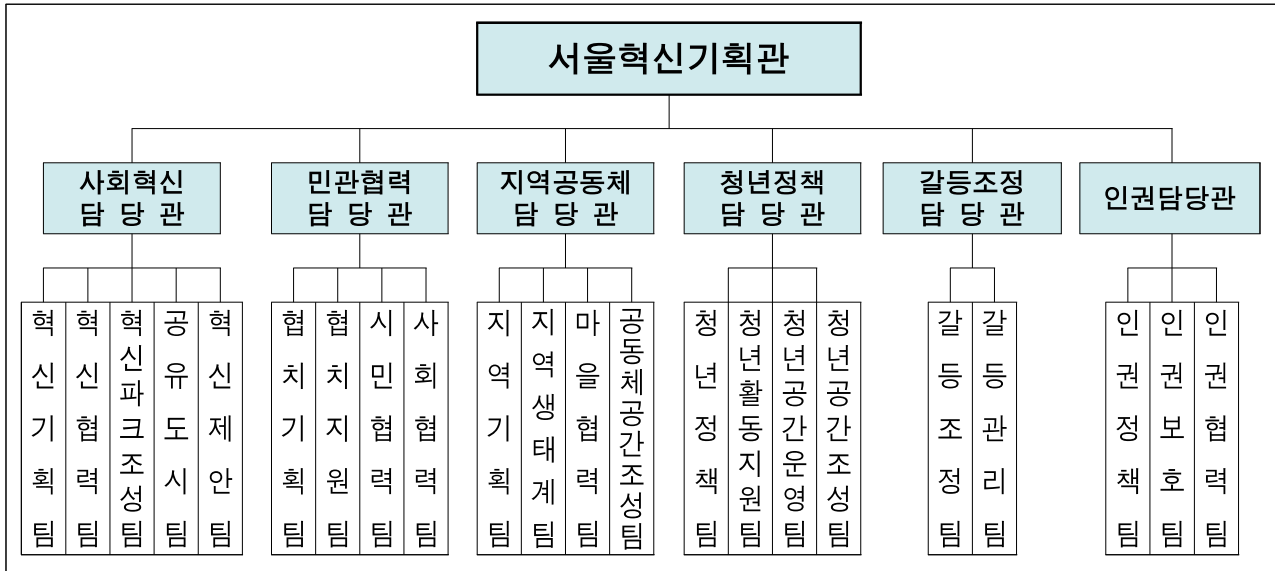 서울혁신기획관
사회혁신
담 당 관
민관협력
담 당 관
지역공동체
담 당 관
청년정책
담 당 관
갈등조정
담 당 관
인권담당관
혁신기획팀
혁신협력팀
혁신파크조성팀
공유도시팀
혁신제안팀
협치기획팀
협치지원팀
시민협력팀
사회협력팀
지역기획팀
지역생태계팀
마을협력팀
공동체공간조성팀
청년정책팀
청년활동지원팀
청년공간운영팀
청년공간조성팀
갈등조정팀
갈등관리팀
인권정책팀
인권보호팀
인권협력팀